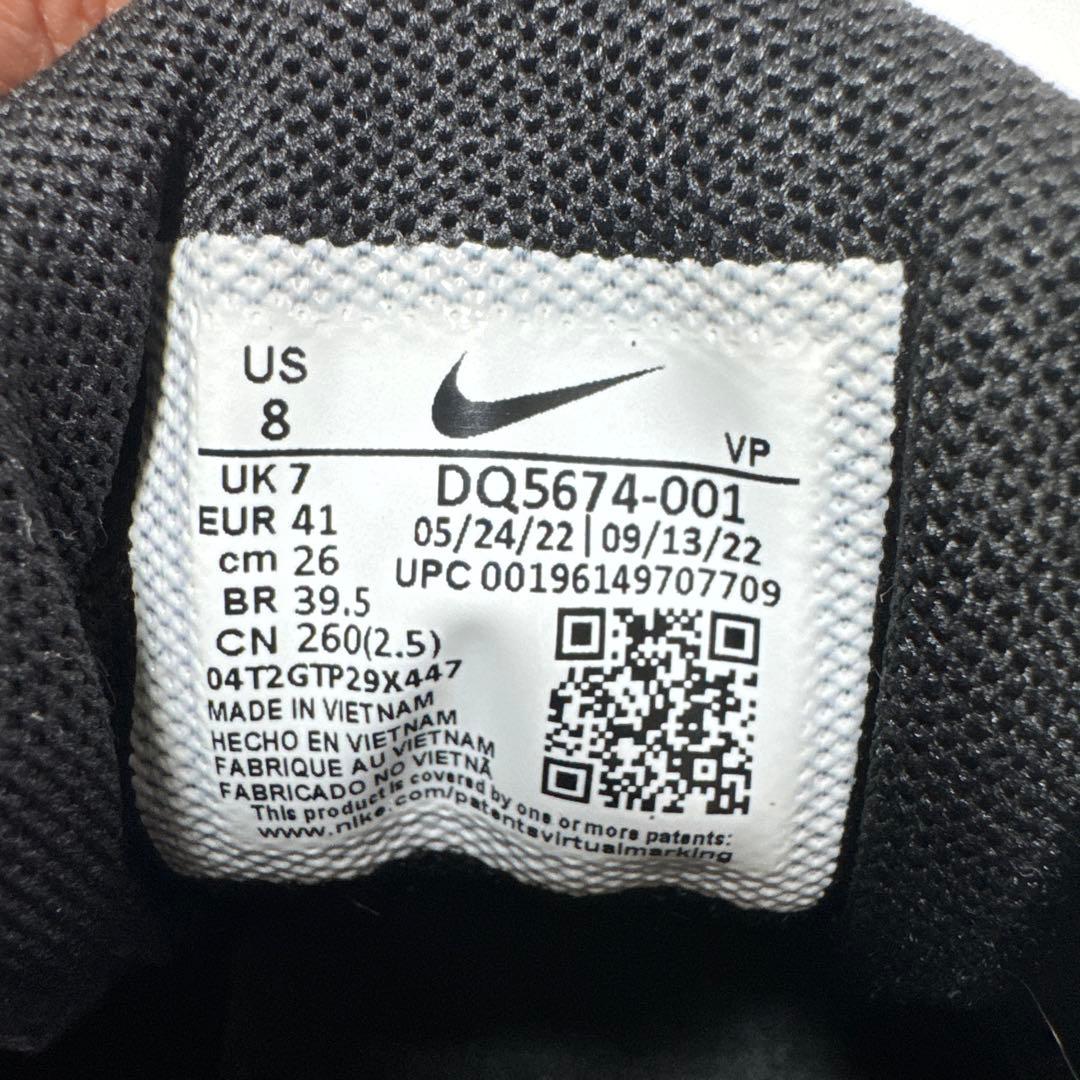 US
8
VP
UK 7
EUR 41
cm 26
BR 39.5
CN 260(2.5)
DQ5674-001
05/24/22|09/13/22
UPC 00196149707709
04T2GTP29X447
MADE IN VIETNAM
HECHO EN VIETNAM
FABRIQUE AU VIETNAM
FABRICADO NO VIETNÃ
This product is covered by one or more patents:
www.nike.com/patentsvirtualmarking